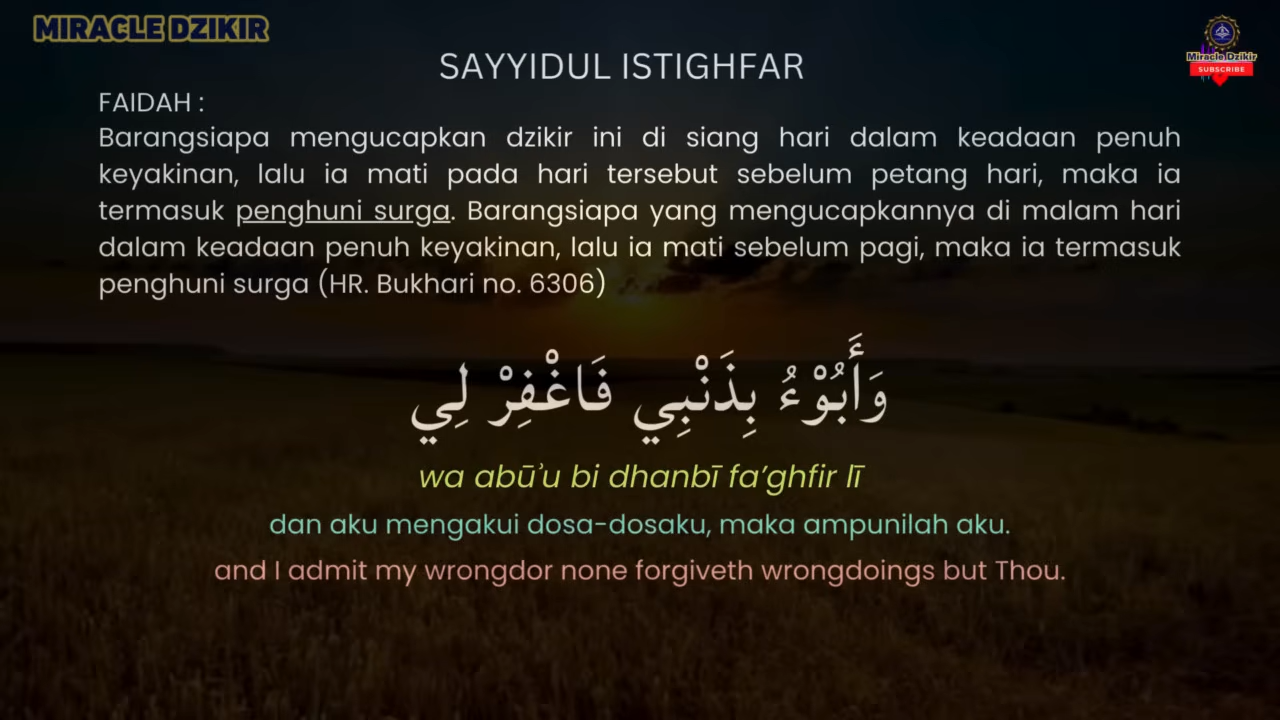 MIRACLE DZIKIR
Miracle Dzikir
SUBSCRIBE
SAYYIDUL ISTIGHFAR
FAIDAH :
Barangsiapa mengucapkan dzikir ini di siang hari dalam keadaan penuh
keyakinan, lalu ia mati pada hari tersebut sebelum petang hari, maka ia
termasuk penghuni surga. Barangsiapa yang mengucapkannya di malam hari
dalam keadaan penuh keyakinan, lalu ia mati sebelum pagi, maka ia termasuk
penghuni surga (HR. Bukhari no. 6306)
وَأَبُوْءُ بِذَنْبِي فَاغْفِرْ لِي
wa abūʾu bi dhanbī fa’ghfir lī
dan aku mengakui dosa-dosaku, maka ampunilah aku.
and I admit my wrongdor none forgiveth wrongdoings but Thou.